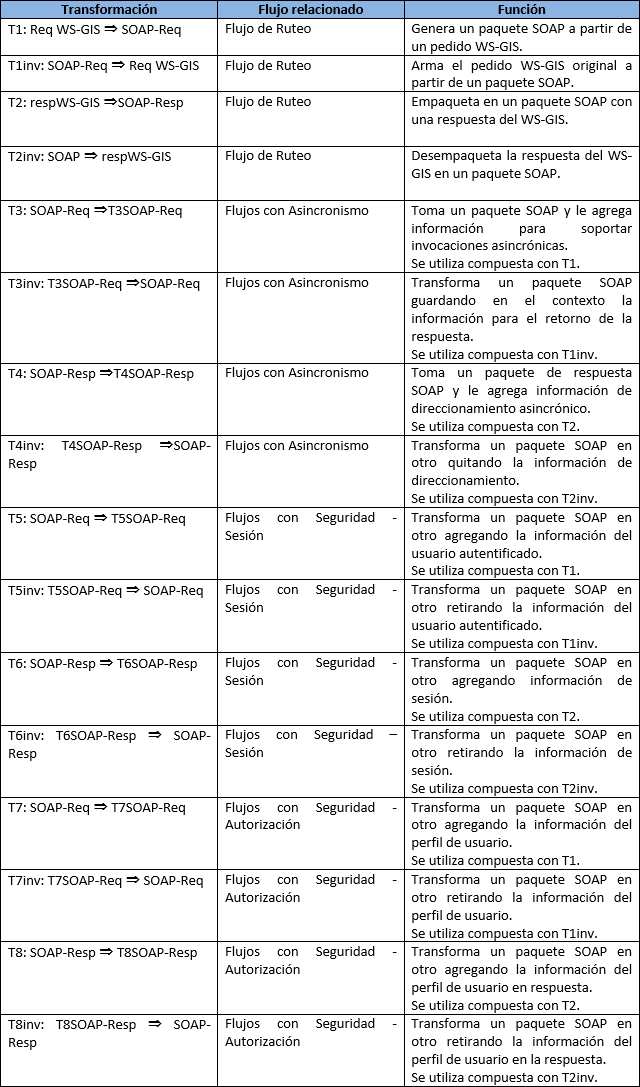 Transformación Flujo relacionado Función
T1: Req WS-GIS ⇒ SOAP-Req Flujo de Ruteo Genera un paquete SOAP a partir de
un pedido WS-GIS.
T1inv: SOAP-Req ⇒ Req WS-GIS Flujo de Ruteo Arma el pedido WS-GIS original a
partir de un paquete SOAP.
T2: respWS-GIS ⇒SOAP-Resp Flujo de Ruteo Empaqueta en un paquete SOAP con
una respuesta del WS-GIS.
T2inv: SOAP ⇒ respWS-GIS Flujo de Ruteo Desempaqueta la respuesta del WS-
GIS en un paquete SOAP.
T3: SOAP-Req ⇒T3SOAP-Req Flujos con Asincronismo Toma un paquete SOAP y le agrega
información para soportar
invocaciones asincrónicas.
Se utiliza compuesta con T1.
T3inv: T3SOAP-Req ⇒SOAP-Req Flujos con Asincronismo Transforma un paquete SOAP
guardando en el contexto la
información para el retorno de la
respuesta.
Se utiliza compuesta con T1inv.
T4: SOAP-Resp ⇒T4SOAP-Resp Flujos con Asincronismo Toma un paquete de respuesta
SOAP y le agrega información de
direccionamiento asincrónico.
Se utiliza compuesta con T2.
T4inv: T4SOAP-Resp ⇒SOAP- Flujos con Asincronismo Transforma un paquete SOAP en
Resp otro quitando la información de
direccionamiento.
Se utiliza compuesta con T2inv.
T5: SOAP-Req ⇒ T5SOAP-Req Flujos con Seguridad - Transforma un paquete SOAP en
Sesión otro agregando la información del
usuario autentificado.
Se utiliza compuesta con T1.
T5inv: T5SOAP-Req ⇒ SOAP-Req Flujos con Seguridad - Transforma un paquete SOAP en
Sesión otro retirando la información del
usuario autentificado.
Se utiliza compuesta con T1inv.
T6: SOAP-Resp ⇒ T6SOAP-Resp Flujos con Seguridad - Transforma un paquete SOAP en
Sesión otro agregando información de
sesión.
Se utiliza compuesta con T2.
T6inv: T6SOAP-Resp ⇒ SOAP- Flujos con Seguridad – Transforma un paquete SOAP en
Resp Sesión otro retirando la información de
sesión.
Se utiliza compuesta con T2inv.
T7: SOAP-Req ⇒ T7SOAP-Req Flujos con Seguridad - Transforma un paquete SOAP en
Autorización otro agregando la información del
perfil de usuario.
Se utiliza compuesta con T1.
T7inv: T7SOAP-Req ⇒ SOAP-Req Flujos con Seguridad - Transforma un paquete SOAP en
Autorización otro retirando la información del
perfil de usuario.
Se utiliza compuesta con T1inv.
T8: SOAP-Resp ⇒ T8SOAP-Resp Flujos con Seguridad - Transforma un paquete SOAP en
Autorización otro agregando la información del
perfil de usuario en respuesta.
Se utiliza compuesta con T2.
T8inv: T8SOAP-Resp ⇒ SOAP- Flujos con Seguridad - Transforma un paquete SOAP en
Resp Autorización otro retirando la información del
perfil de usuario en la respuesta.
Se utiliza compuesta con T2inv.